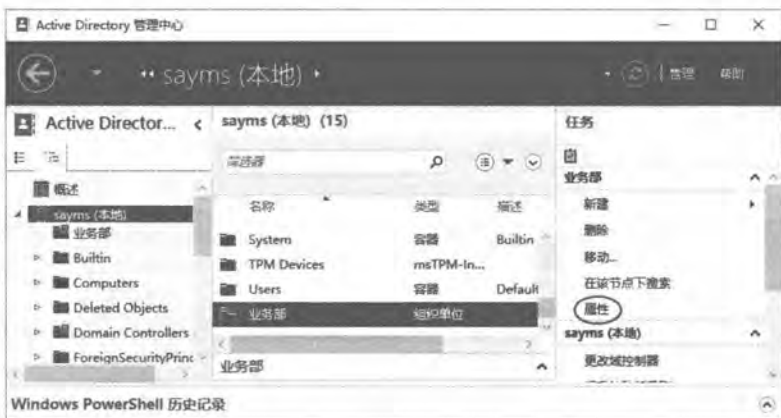 Active Directory 管理中心
sayms (本地)
管理 帮助
Active Director...
概述
sayms (本地)
业务部
Builtin
Computers
Deleted Objects
Domain Controllers
ForeignSecurityPrinc
sayms (本地) (15)
筛选器
名称 类型 描述
System 容器 Builtin
TPM Devices msTPM-In...
Users 容器 Default
业务部 组织单位
业务部
任务
业务部
新建
删除
移动...
在该节点下搜索
属性
sayms (本地)
更改域控制器
Windows PowerShell 历史记录